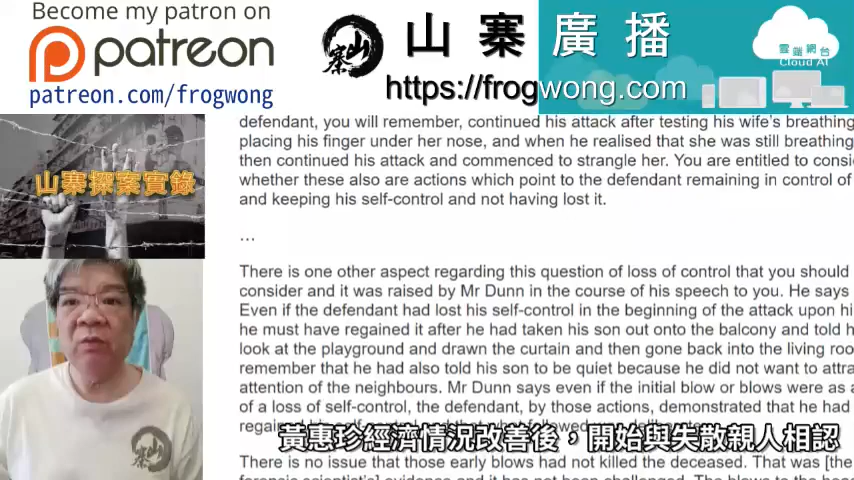 Become my patron on
patreon
patreon.com/frogwong
山寨
山寨廣播
https://frogwong.com
雲端網台
Cloud AI
山寨探案實錄
defendant, you will remember, continued his attack after testing his wife's breathing
placing his finger under her nose, and when he realised that she was still breathing
then continued his attack and commenced to strangle her. You are entitled to
whether these also are actions which point to the defendant remaining in control of
and keeping his self-control and not having lost it.
...
There is one other aspect regarding this question of loss of control that you should
consider and it was raised by Mr Dunn in the course of his speech to you. He says
Even if the defendant had lost his self-control in the beginning of the attack upon
he must have regained it after he had taken his son out onto the balcony and told
look at the playground and drawn the curtain and then gone back into the living
remember that he had also told his son to be quiet because he did not want to
attention of the neighbours. Mr Dunn says even if the initial blow or blows were as
of a loss of self-control, the defendant, by those actions, demonstrated that he had
黃惠珍經濟情況改善後，開始與失散親人相認
There is no issue that those early blows had not killed the deceased. That was [the
山寨